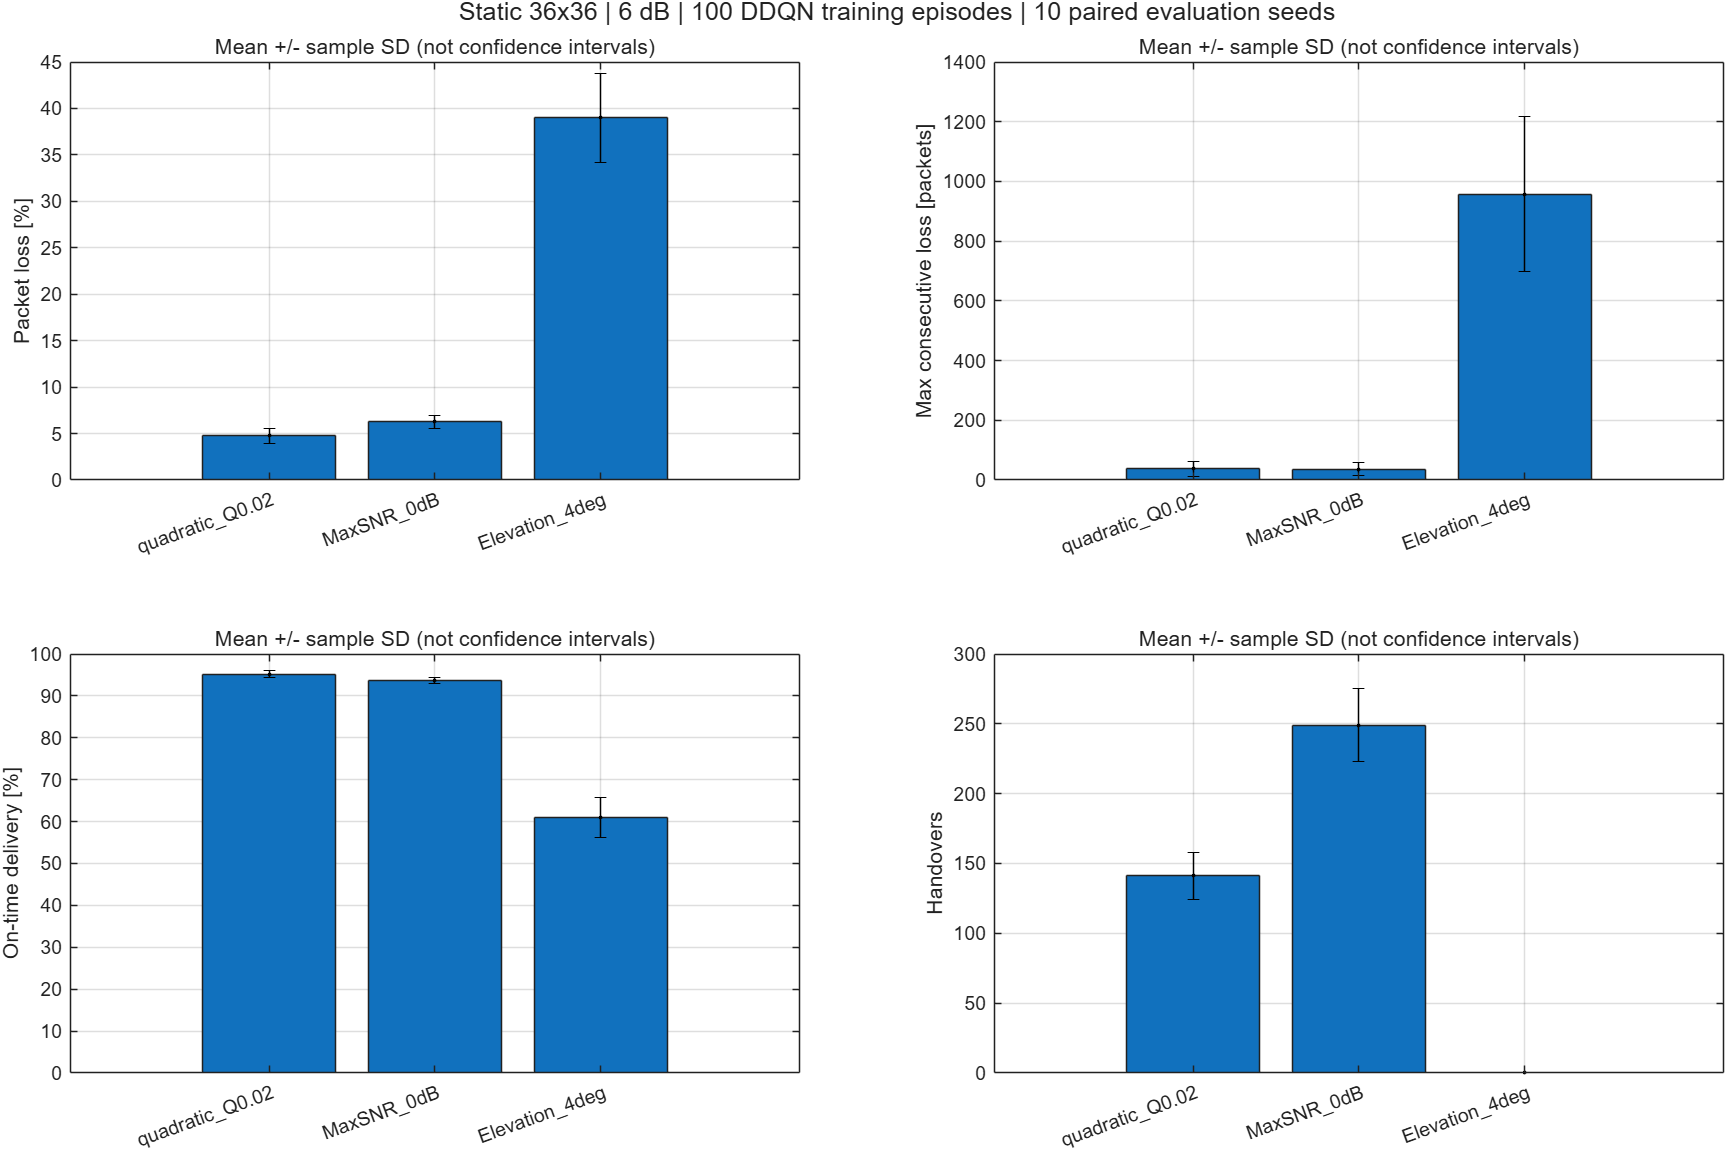 Static 36x36 | 6 dB | 100 DDQN training episodes | 10 paired evaluation seeds
Mean +/- sample SD (not confidence intervals)
Packet loss [%]
45
40
35
30
25
20
15
10
5
0
quadratic_Q0.02
MaxSNR_0dB
Elevation_4deg
Mean +/- sample SD (not confidence intervals)
Max consecutive loss [packets]
1400
1200
1000
800
600
400
200
0
quadratic_Q0.02
MaxSNR_0dB
Elevation_4deg
Mean +/- sample SD (not confidence intervals)
On-time delivery [%]
100
90
80
70
60
50
40
30
20
10
0
quadratic_Q0.02
MaxSNR_0dB
Elevation_4deg
Mean +/- sample SD (not confidence intervals)
Handovers
300
250
200
150
100
50
0
quadratic_Q0.02
MaxSNR_0dB
Elevation_4deg